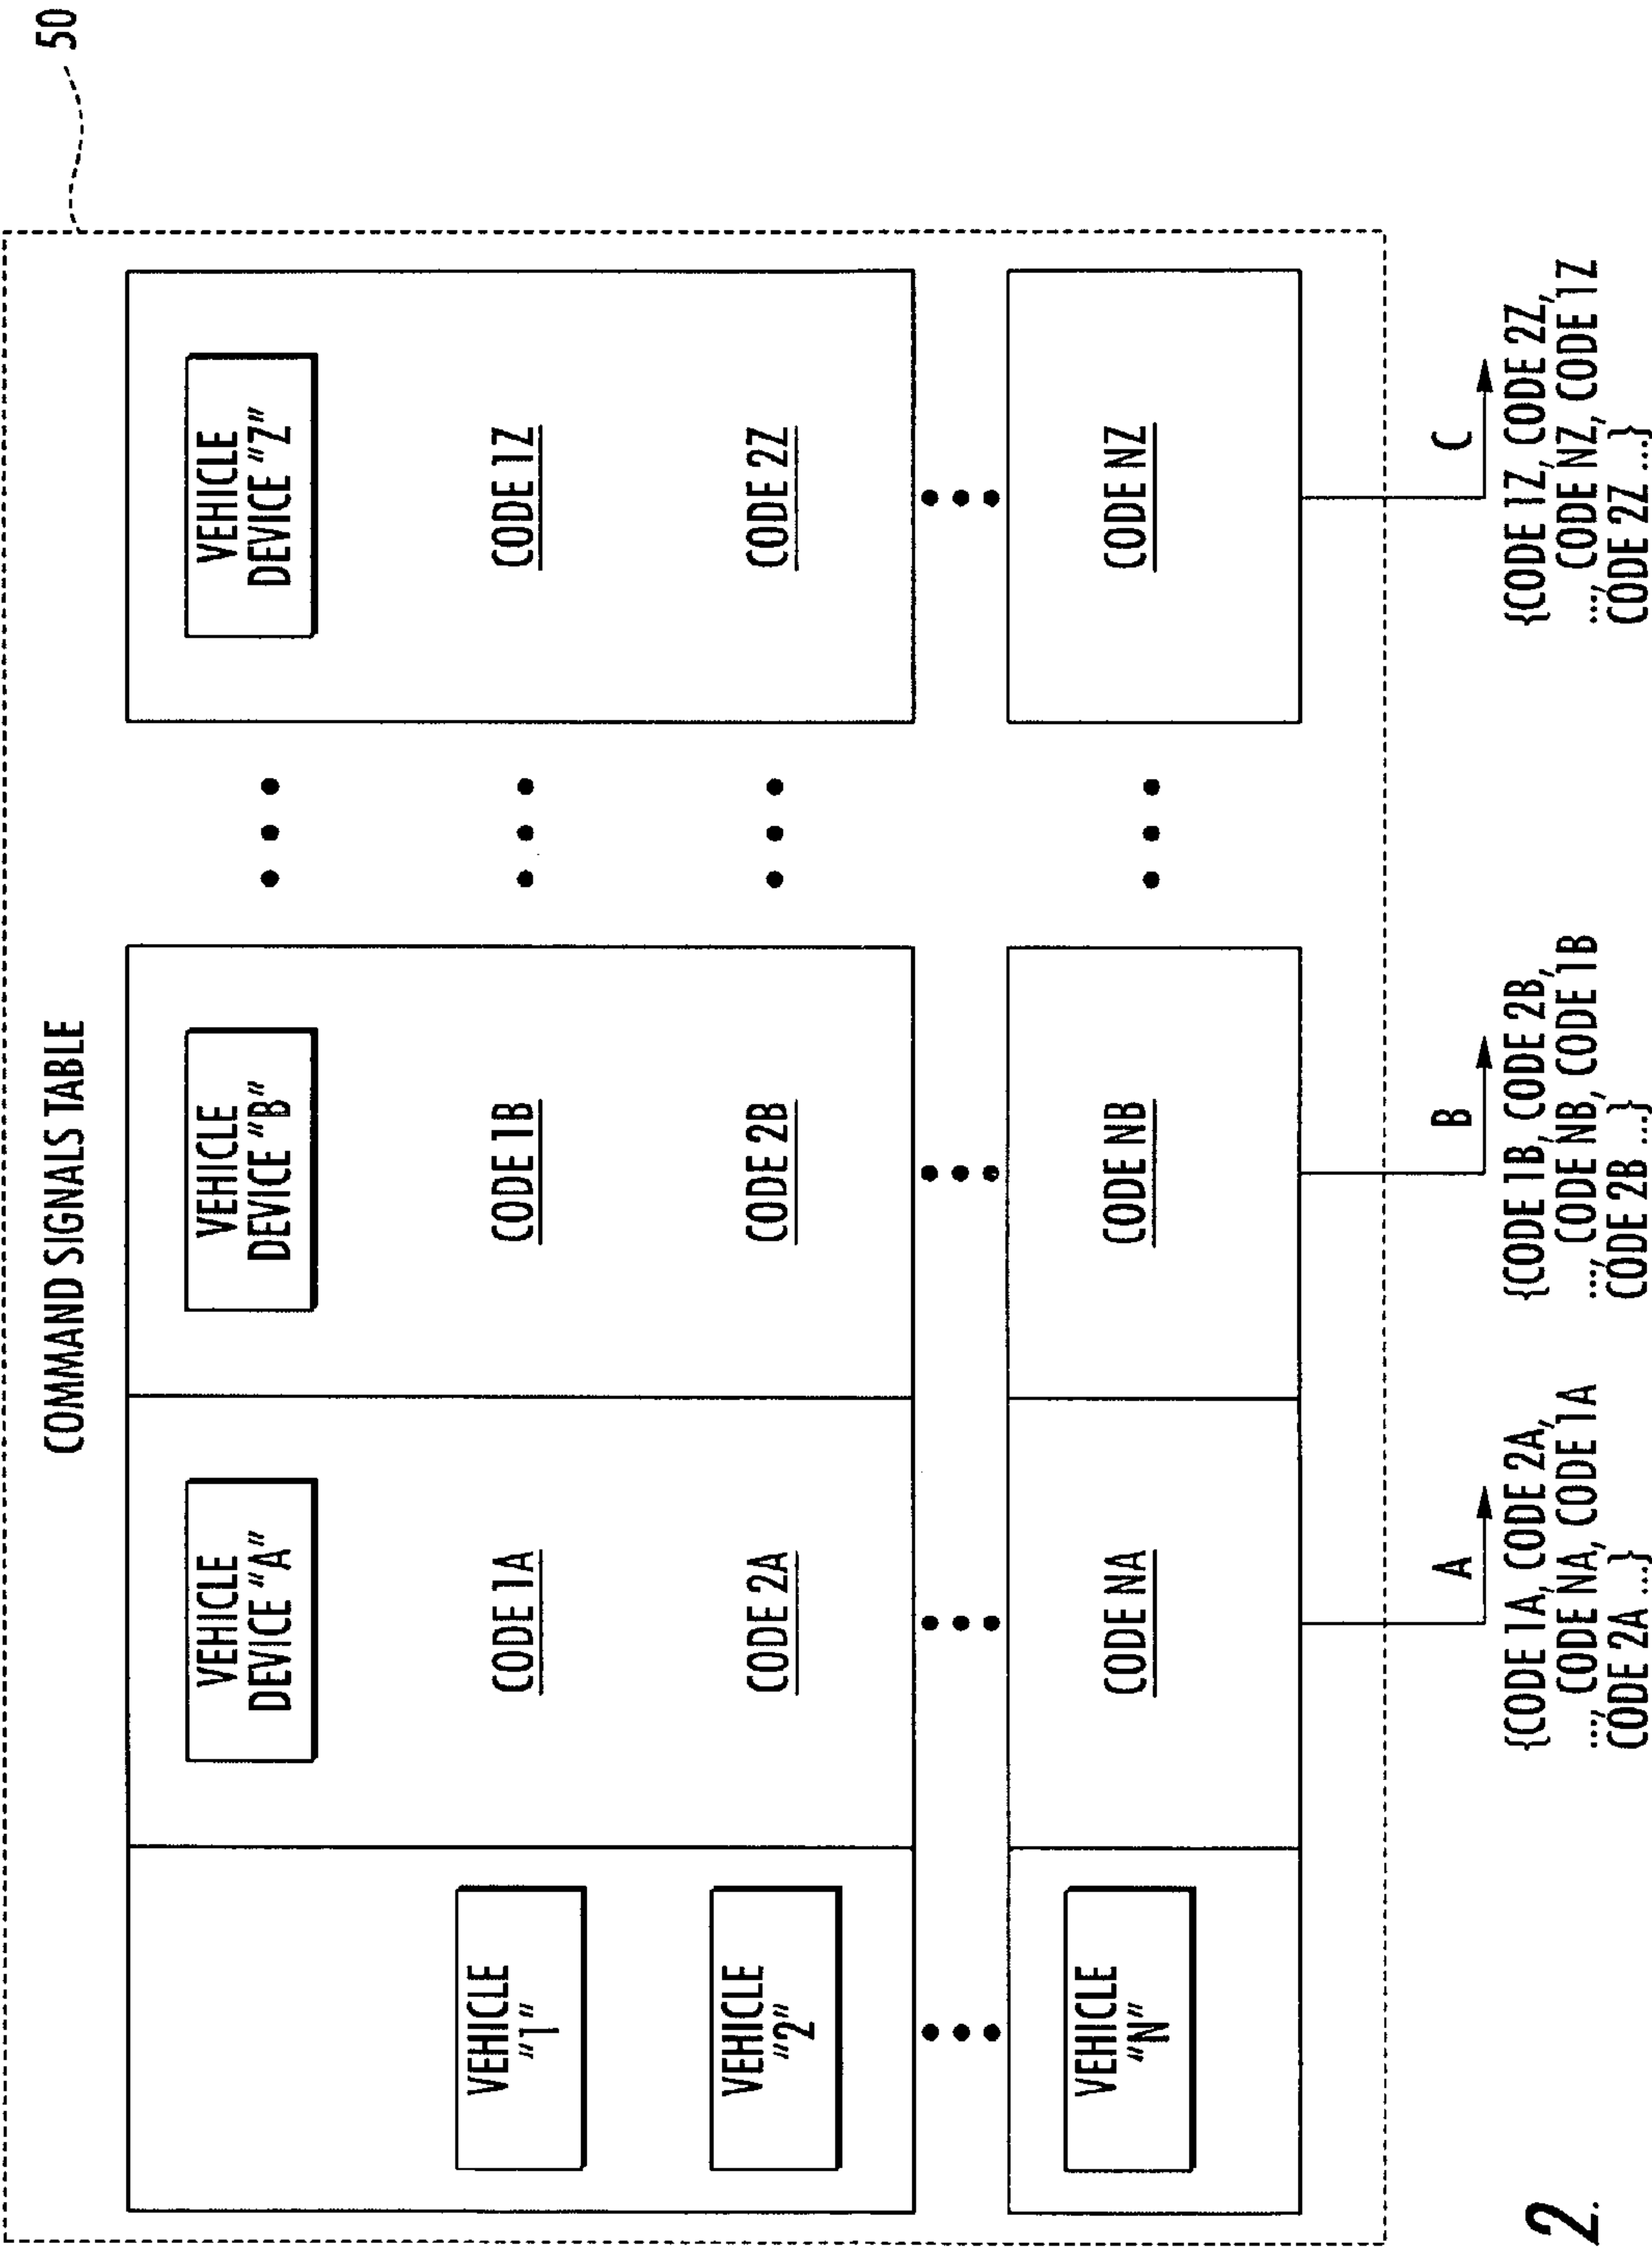 50
COMMAND SIGNALS TABLE
VEHICLE
DEVICE "A"
VEHICLE
DEVICE "B"
VEHICLE
DEVICE "Z"
VEHICLE
"1"
CODE 1A
CODE 1B
CODE 1Z
VEHICLE
"2"
CODE 2A
CODE 2B
CODE 2Z
VEHICLE
"N"
CODE NA
CODE NB
CODE NZ
A
B
C
{CODE 1A, CODE 2A,
..., CODE NA, CODE 1A
CODE 2A ...}
{CODE 1B, CODE 2B,
..., CODE NB, CODE 1B
CODE 2B ...}
{CODE 1Z, CODE 2Z,
..., CODE NZ, CODE 1Z
CODE 2Z ...}
2.